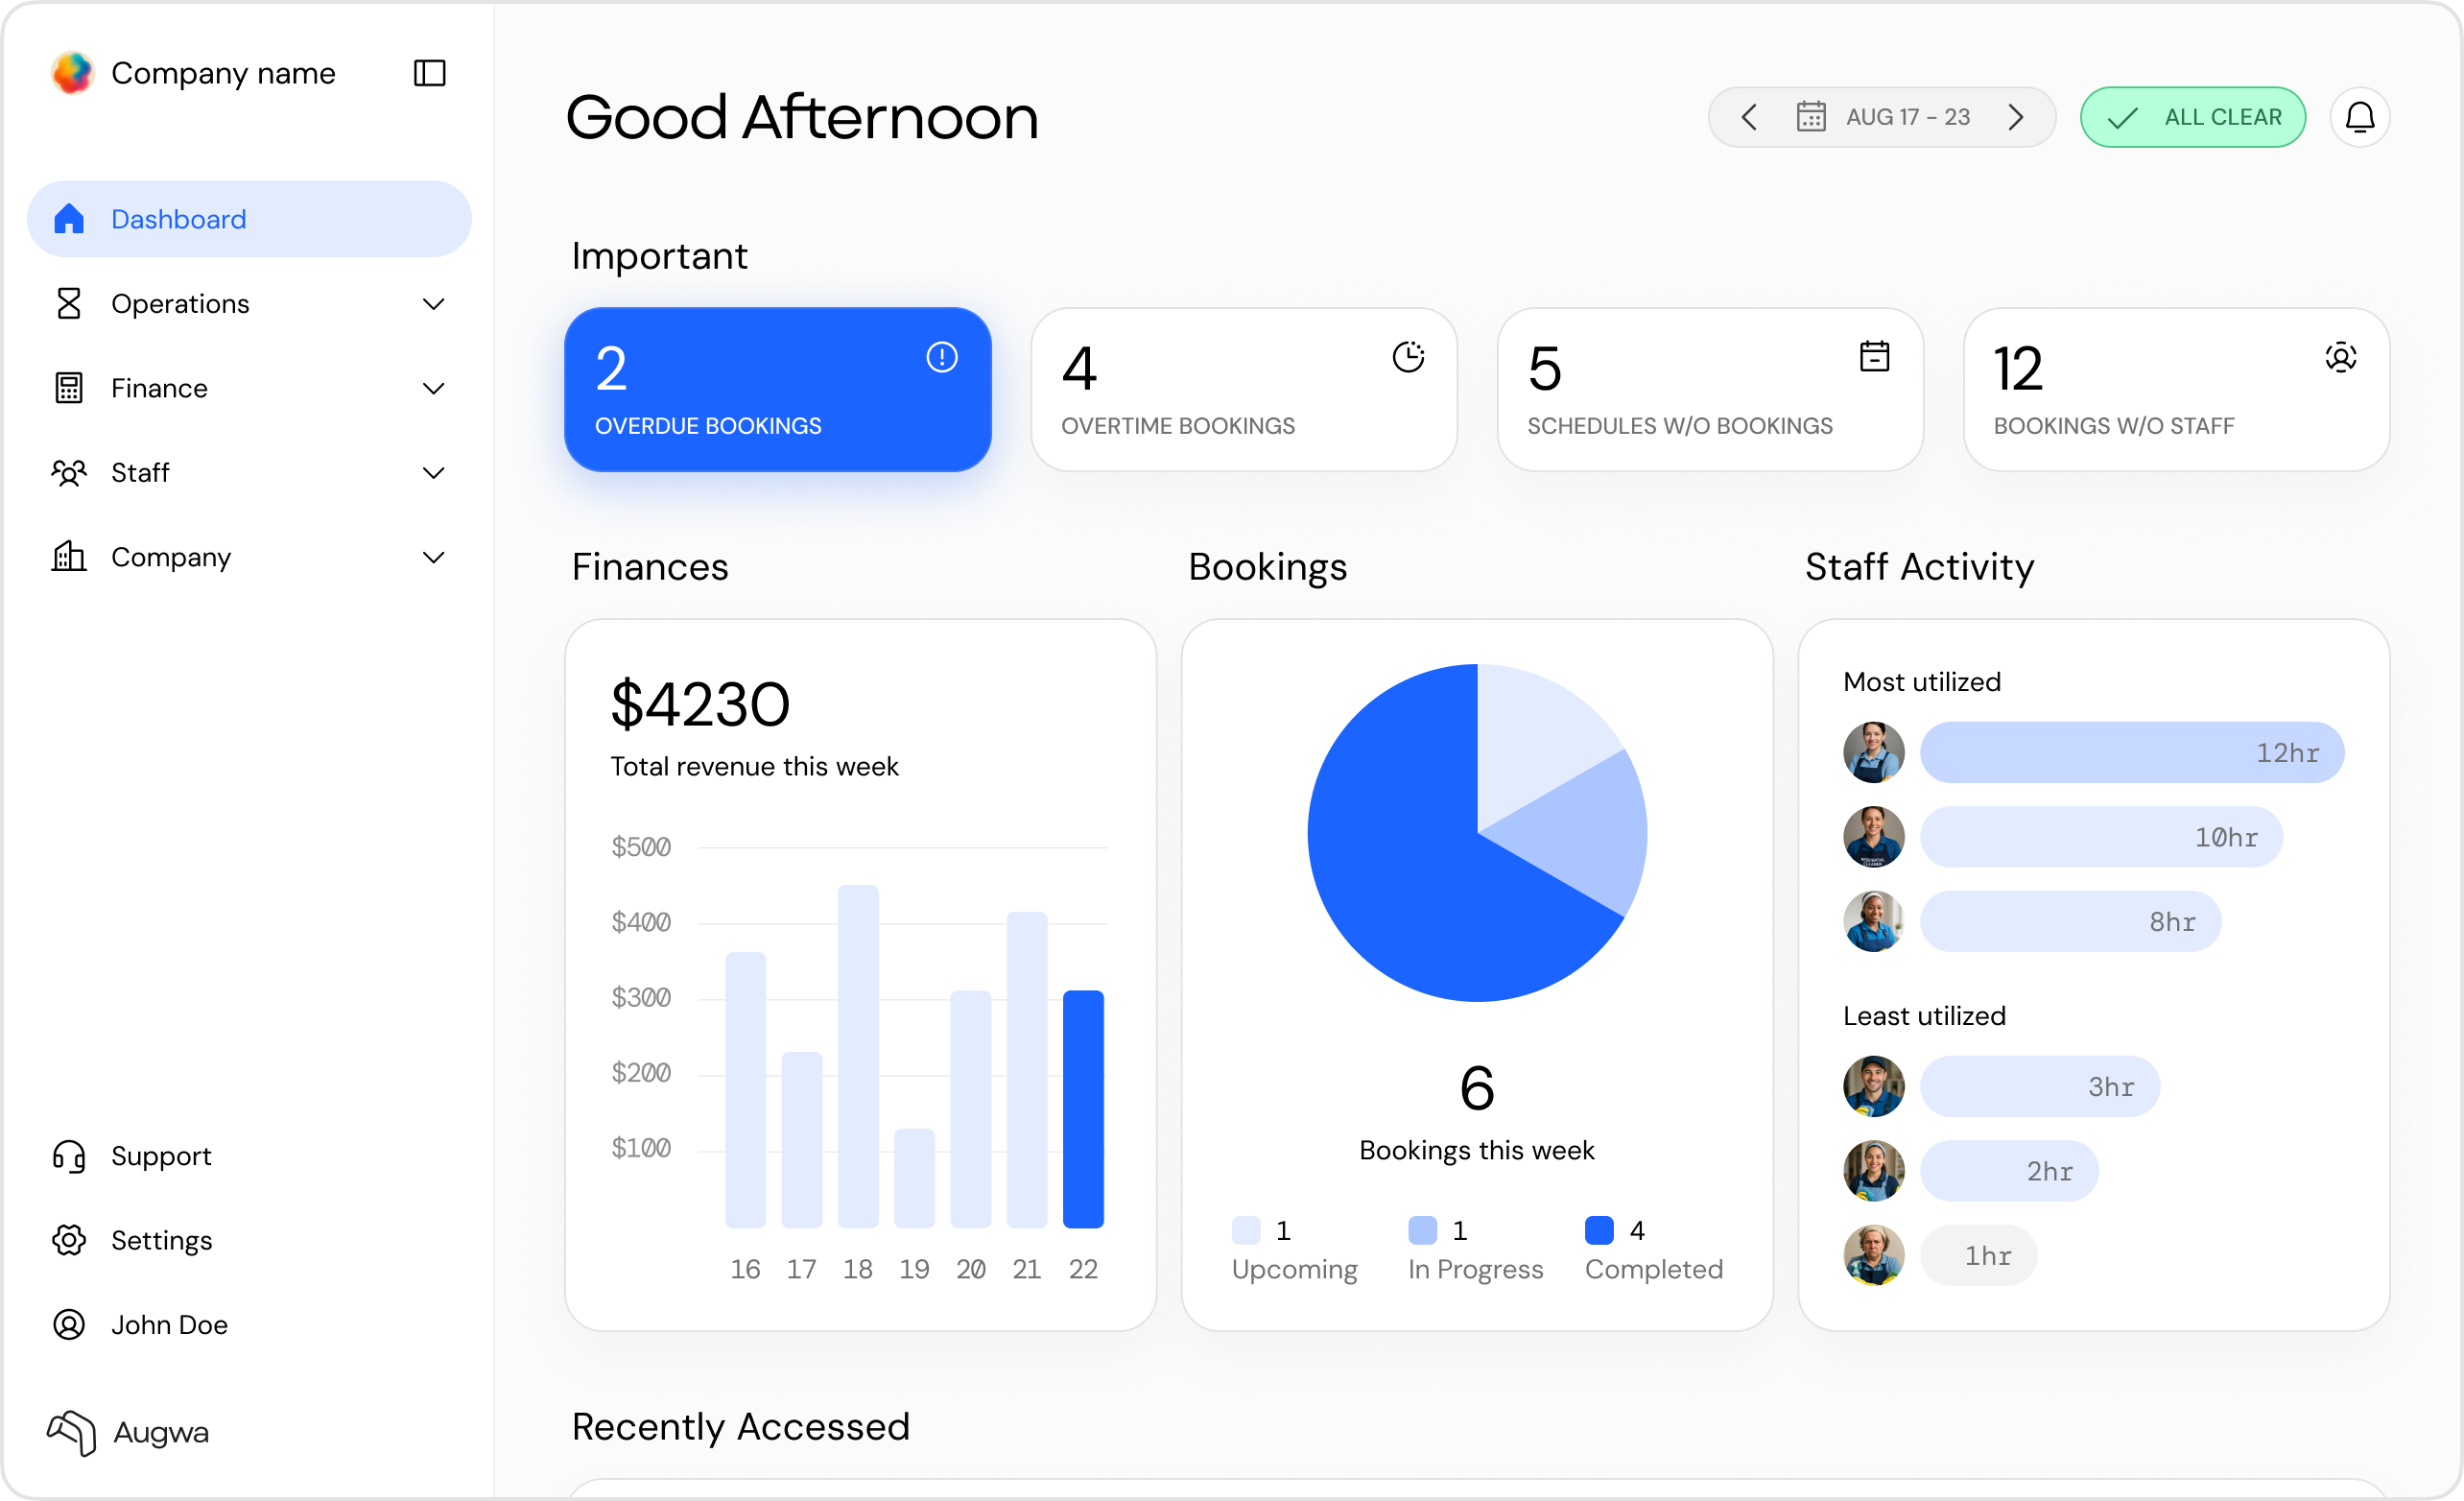 Company name
Dashboard
Operations
Finance
Staff
Company
Support
Settings
John Doe
Augwa
Good Afternoon
AUG 17 - 23
ALL CLEAR
Important
2
OVERDUE BOOKINGS
4
OVERTIME BOOKINGS
5
SCHEDULES W/O BOOKINGS
12
BOOKINGS W/O STAFF
Finances
$4230
Total revenue this week
$500
$400
$300
$200
$100
16 17 18 19 20 21 22
Bookings
6
Bookings this week
1
Upcoming
1
In Progress
4
Completed
Staff Activity
Most utilized
12hr
10hr
8hr
Least utilized
3hr
2hr
1hr
Recently Accessed